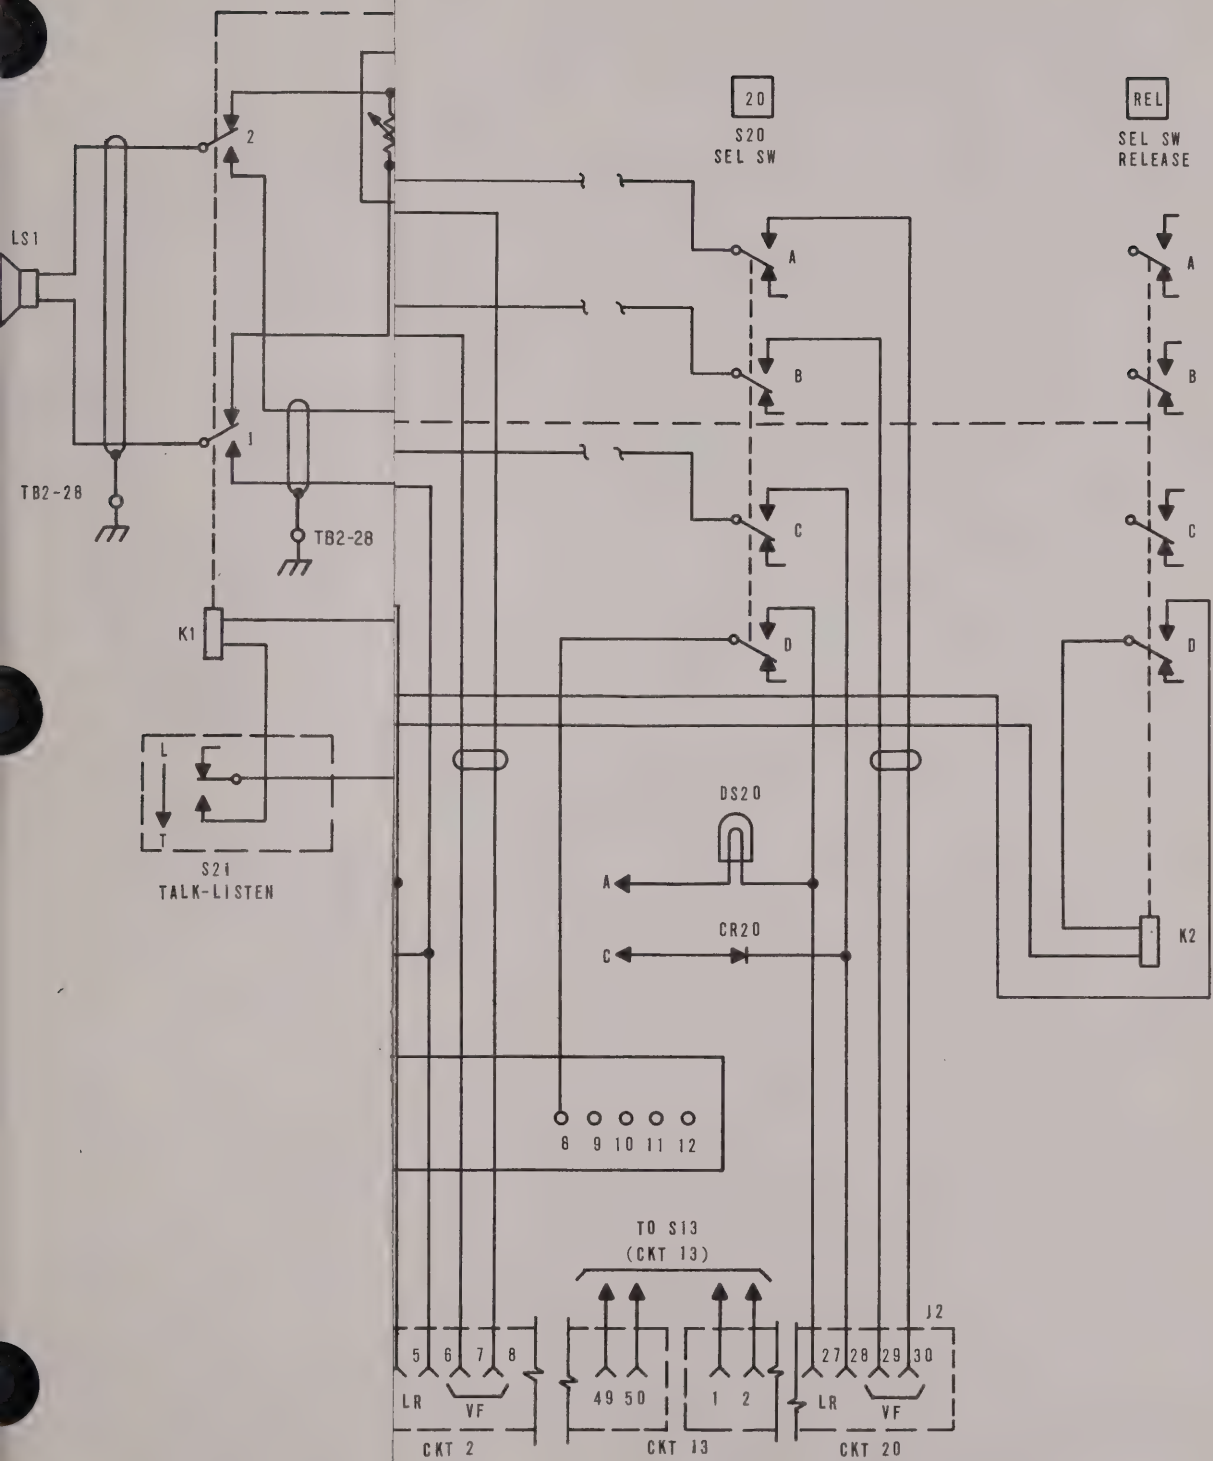 20
S20
SEL SW
REL
SEL SW
RELEASE
2
LS1
A
A
B
B
1
TB2-28
TB2-28
C
C
K1
D
D
L
T
S21
TALK-LISTEN
DS20
A
CR20
C
K2
8 9 10 11 12
TO S13
(CKT 13)
J2
5 6 7 8
27 28 29 30
LR
VF
49 50
1 2
LR
VF
CKT 2
CKT 13
CKT 20